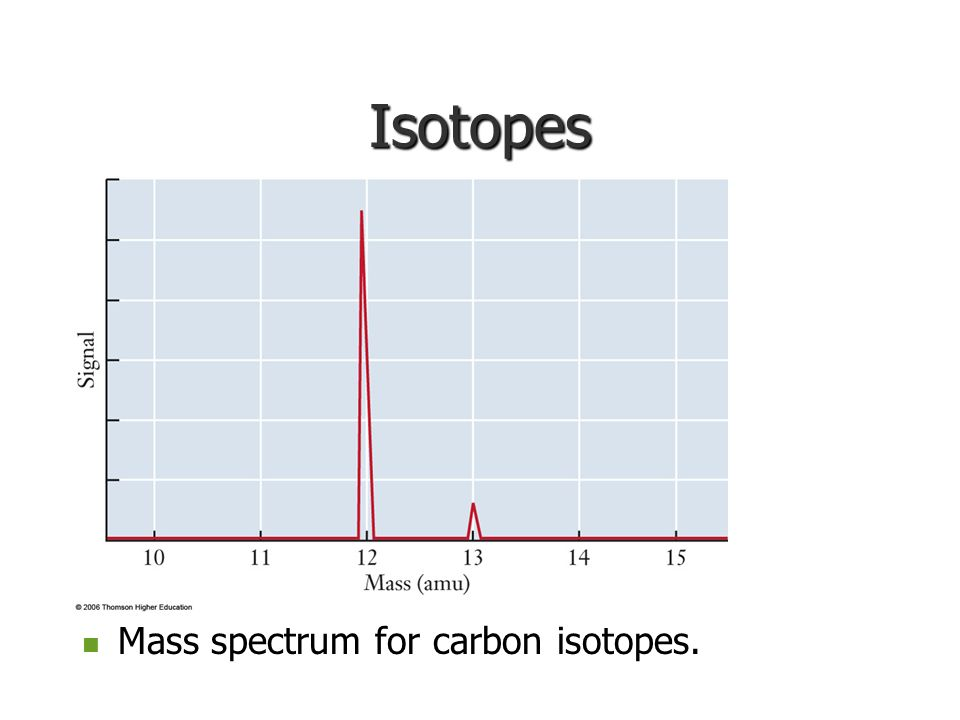 Isotopes
Signal
10 11 12 13 14 15
Mass (amu)
© 2006 Thomson Higher Education
Mass spectrum for carbon isotopes.